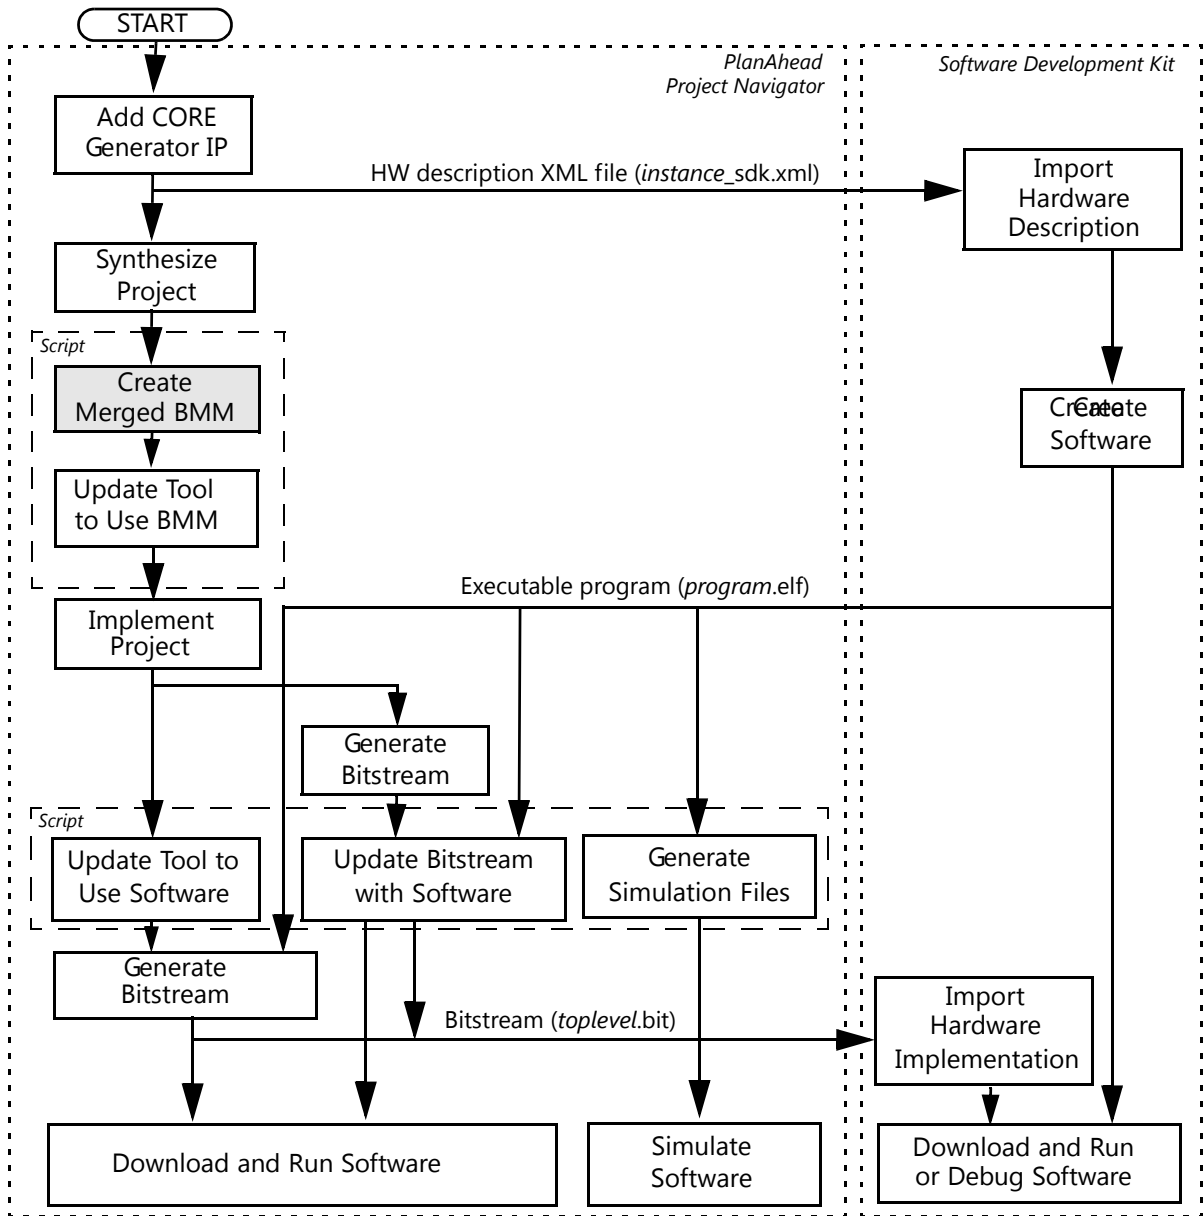 START
PlanAhead
Project Navigator
Software Development Kit
Add CORE
Generator IP
HW description XML file (instance_sdk.xml)
Import
Hardware
Description
Synthesize
Project
Script
Create
Merged BMM
Create
Software
Update Tool
to Use BMM
Executable program (program.elf)
Implement
Project
Generate
Bitstream
Script
Update Tool to
Use Software
Update Bitstream
with Software
Generate
Simulation Files
Generate
Bitstream
Bitstream (toplevel.bit)
Import
Hardware
Implementation
Download and Run Software
Simulate
Software
Download and Run
or Debug Software